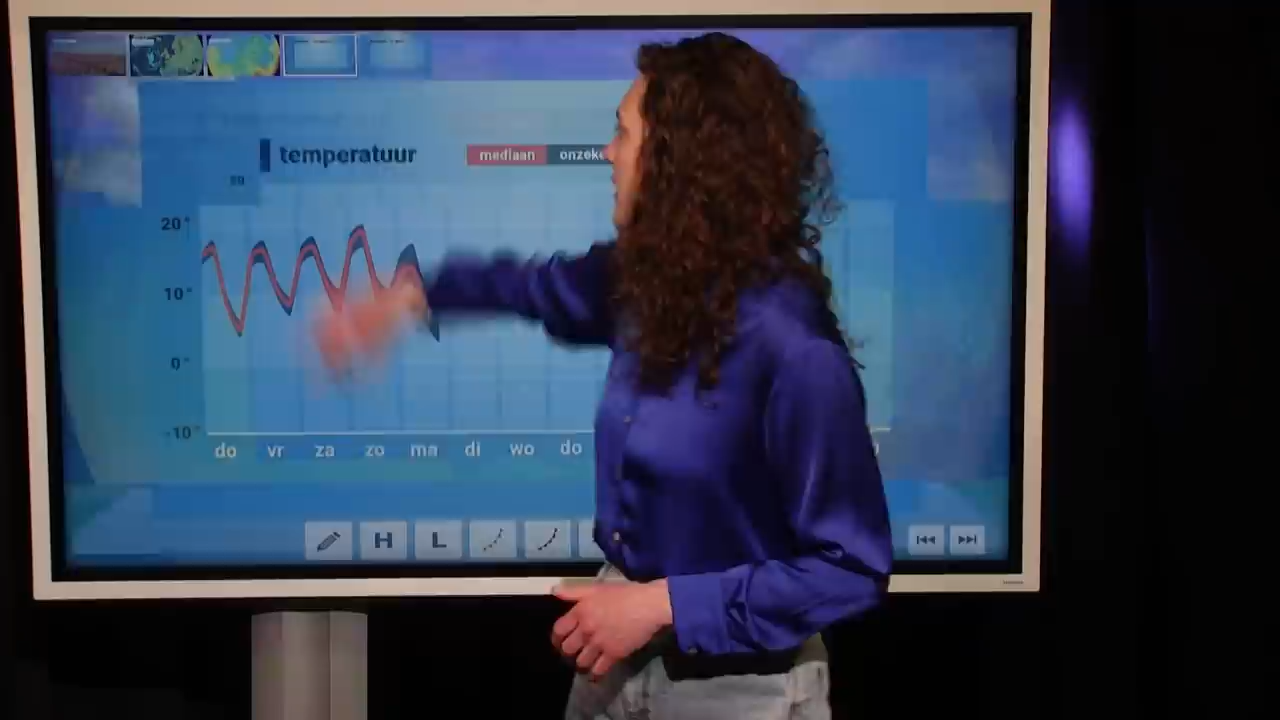 temperatuur
mediaan onzeke
20°
10°
0°
-10°
do vr za zo ma di wo do
H L